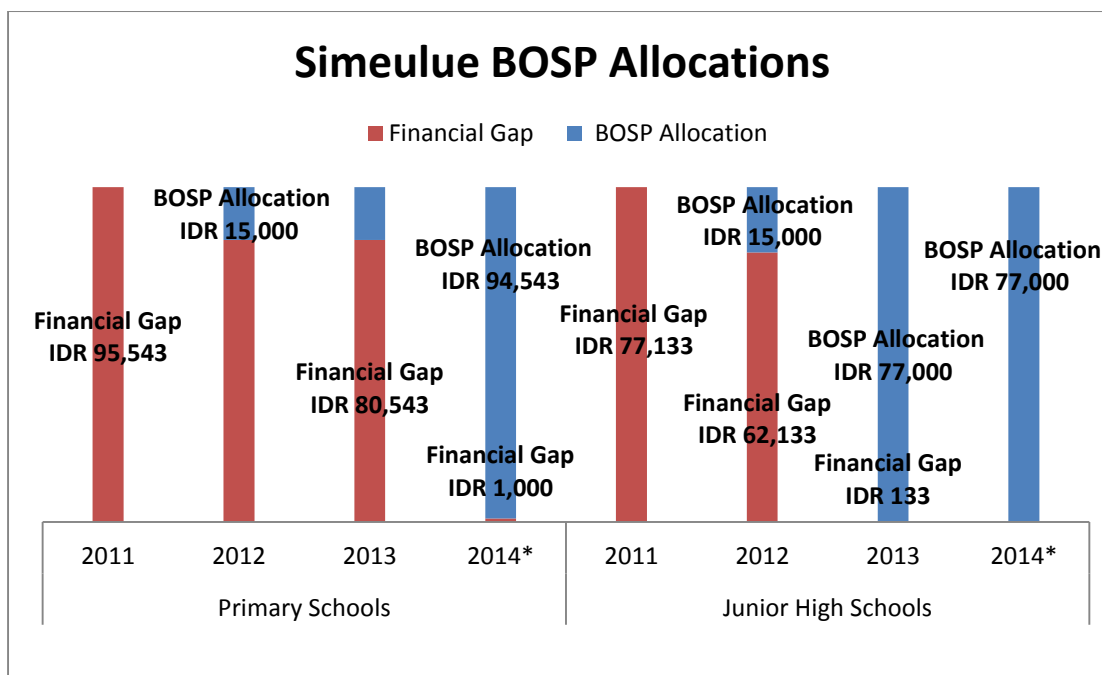 Simeulue BOSP Allocations
Financial Gap BOSP Allocation
Financial Gap
IDR 95,543
BOSP Allocation
IDR 15,000
Financial Gap
IDR 80,543
BOSP Allocation
IDR 94,543
Financial Gap
IDR 1,000
Financial Gap
IDR 77,133
BOSP Allocation
IDR 15,000
Financial Gap
IDR 62,133
BOSP Allocation
IDR 77,000
Financial Gap
IDR 133
BOSP Allocation
IDR 77,000
2011 2012 2013 2014* 2011 2012 2013 2014*
Primary Schools Junior High Schools